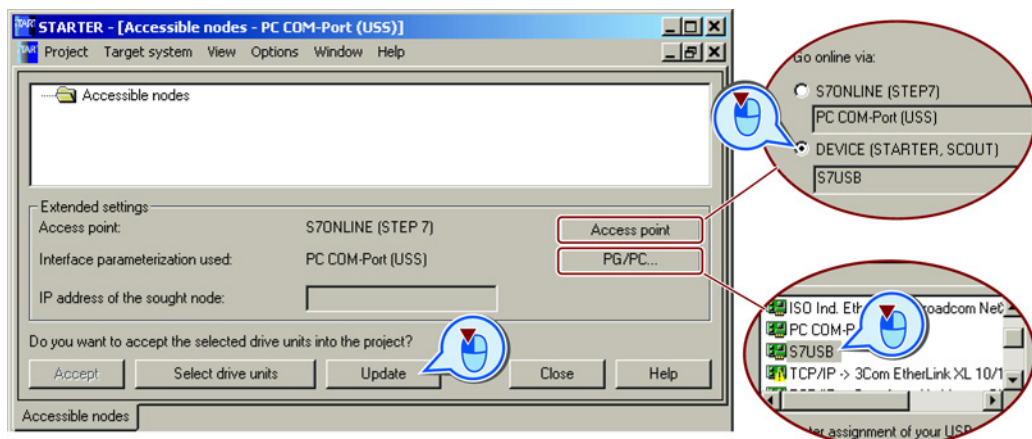 STARTER - [Accessible nodes - PC COM-Port (USS)]
Project Target system View Options Window Help
Accessible nodes
Extended settings
Access point: S7ONLINE (STEP 7) Access point
Interface parameterization used: PC COM-Port (USS) PG/PC...
IP address of the sought node:
Do you want to accept the selected drive units into the project?
Accept Select drive units Update Close Help
Accessible nodes
Go online via:
S7ONLINE (STEP7)
PC COM-Port (USS)
DEVICE (STARTER, SCOUT)
S7USB
ISO Ind.
PC COM-P
S7USB
TCP/IP -> 3Com EtherLink XL 10/1
assignment of your USB